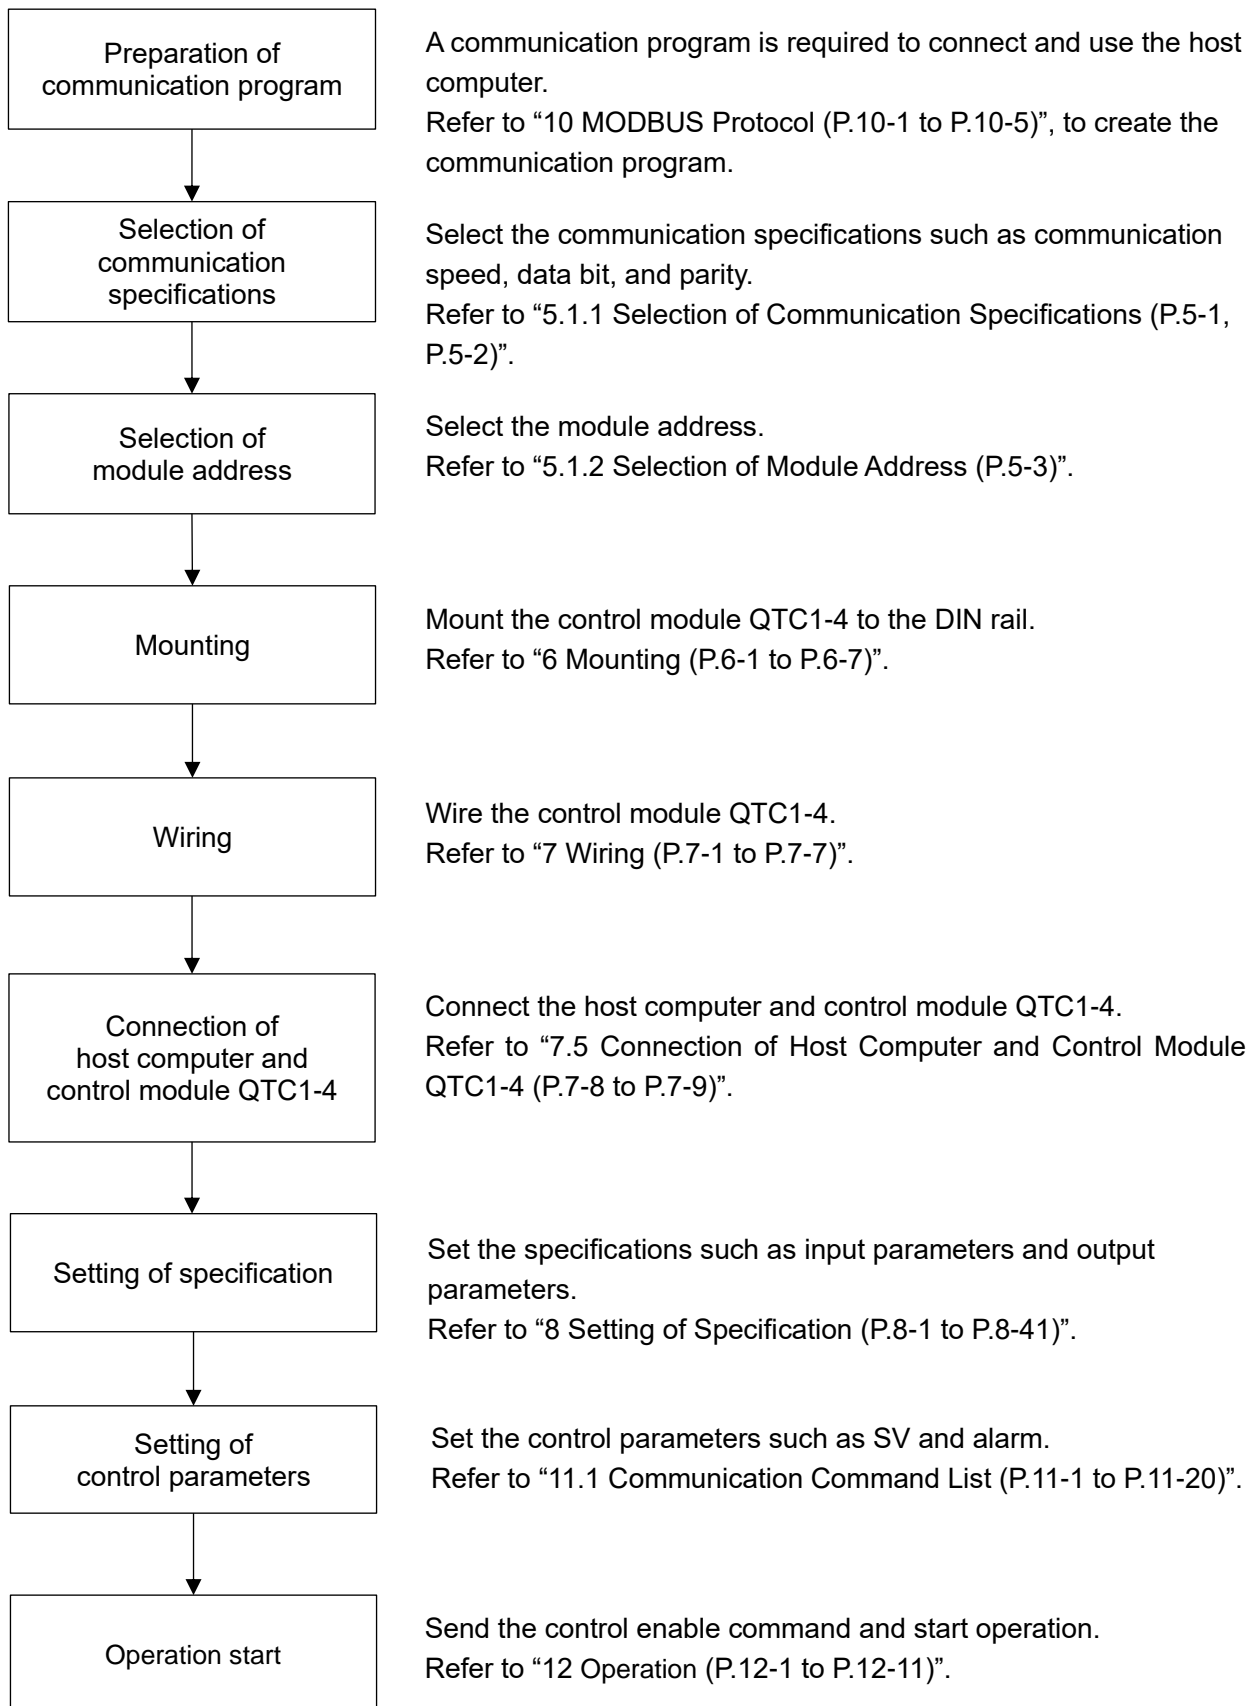 Preparation of
communication program
A communication program is required to connect and use the host
computer.
Refer to “10 MODBUS Protocol (P.10-1 to P.10-5)”, to create the
communication program.
Selection of
communication
specifications
Select the communication specifications such as communication
speed, data bit, and parity.
Refer to “5.1.1 Selection of Communication Specifications (P.5-1,
P.5-2)”.
Selection of
module address
Select the module address.
Refer to “5.1.2 Selection of Module Address (P.5-3)”.
Mounting
Mount the control module QTC1-4 to the DIN rail.
Refer to “6 Mounting (P.6-1 to P.6-7)”.
Wiring
Wire the control module QTC1-4.
Refer to “7 Wiring (P.7-1 to P.7-7)”.
Connection of
host computer and
control module QTC1-4
Connect the host computer and control module QTC1-4.
Refer to “7.5 Connection of Host Computer and Control Module
QTC1-4 (P.7-8 to P.7-9)”.
Setting of specification
Set the specifications such as input parameters and output
parameters.
Refer to “8 Setting of Specification (P.8-1 to P.8-41)”.
Setting of
control parameters
Set the control parameters such as SV and alarm.
Refer to “11.1 Communication Command List (P.11-1 to P.11-20)”.
Operation start
Send the control enable command and start operation.
Refer to “12 Operation (P.12-1 to P.12-11)”.